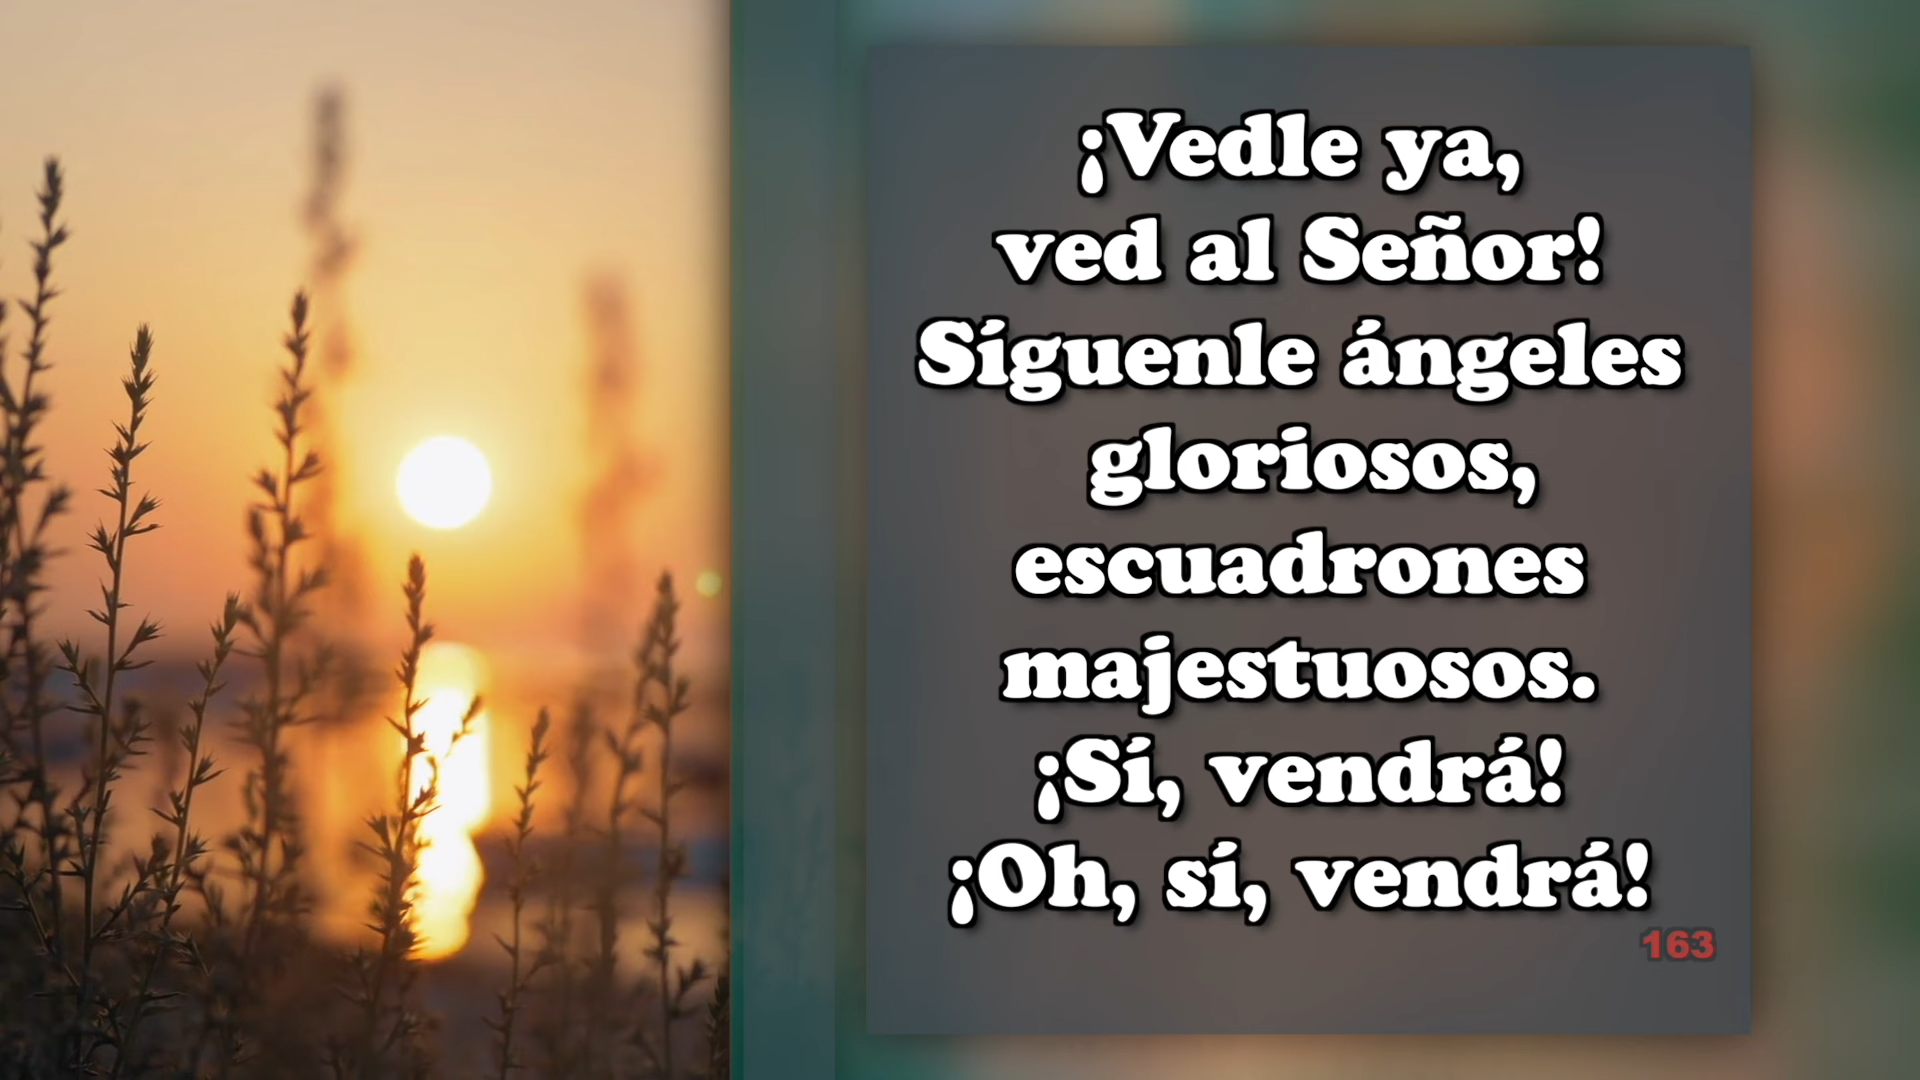 ¡Vedle ya,
ved al Señor!
Síguenle ángeles
gloriosos,
escuadrones
majestuosos.
¡Sí, vendrá!
¡Oh, sí, vendrá!
163